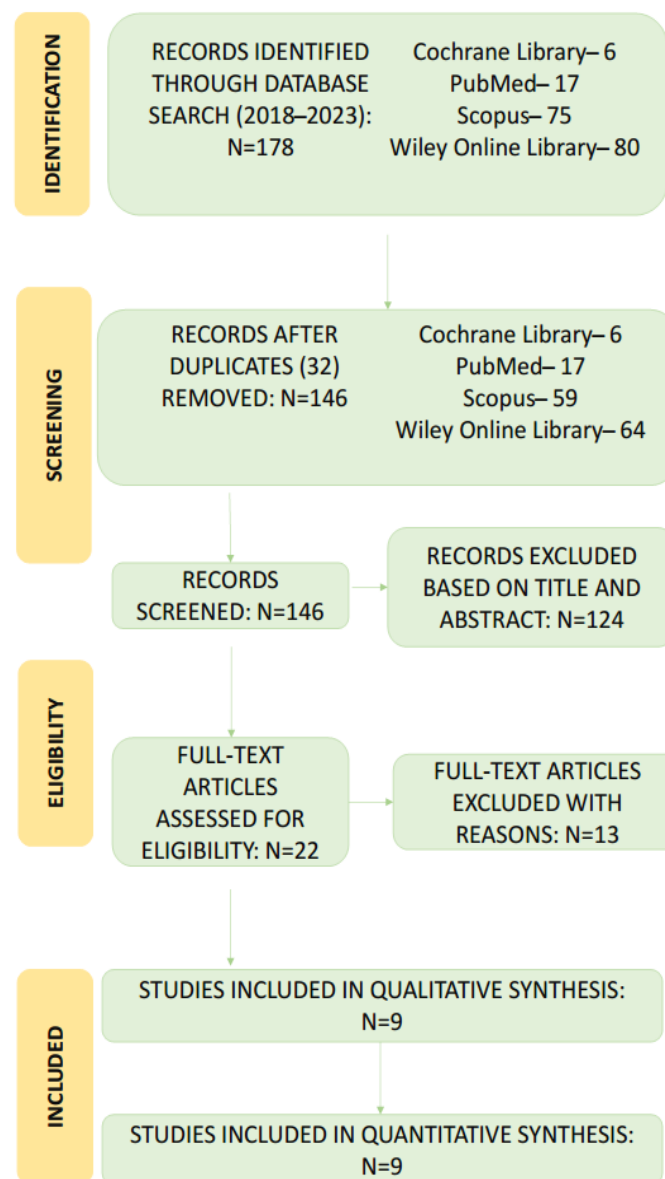 IDENTIFICATION
RECORDS IDENTIFIED
THROUGH DATABASE
SEARCH (2018–2023):
N=178
Cochrane Library– 6
PubMed– 17
Scopus– 75
Wiley Online Library– 80
SCREENING
RECORDS AFTER
DUPLICATES (32)
REMOVED: N=146
Cochrane Library– 6
PubMed– 17
Scopus– 59
Wiley Online Library– 64
RECORDS
SCREENED: N=146
RECORDS EXCLUDED
BASED ON TITLE AND
ABSTRACT: N=124
ELIGIBILITY
FULL-TEXT
ARTICLES
ASSESSED FOR
ELIGIBILITY: N=22
FULL-TEXT ARTICLES
EXCLUDED WITH
REASONS: N=13
INCLUDED
STUDIES INCLUDED IN QUALITATIVE SYNTHESIS:
N=9
STUDIES INCLUDED IN QUANTITATIVE SYNTHESIS:
N=9